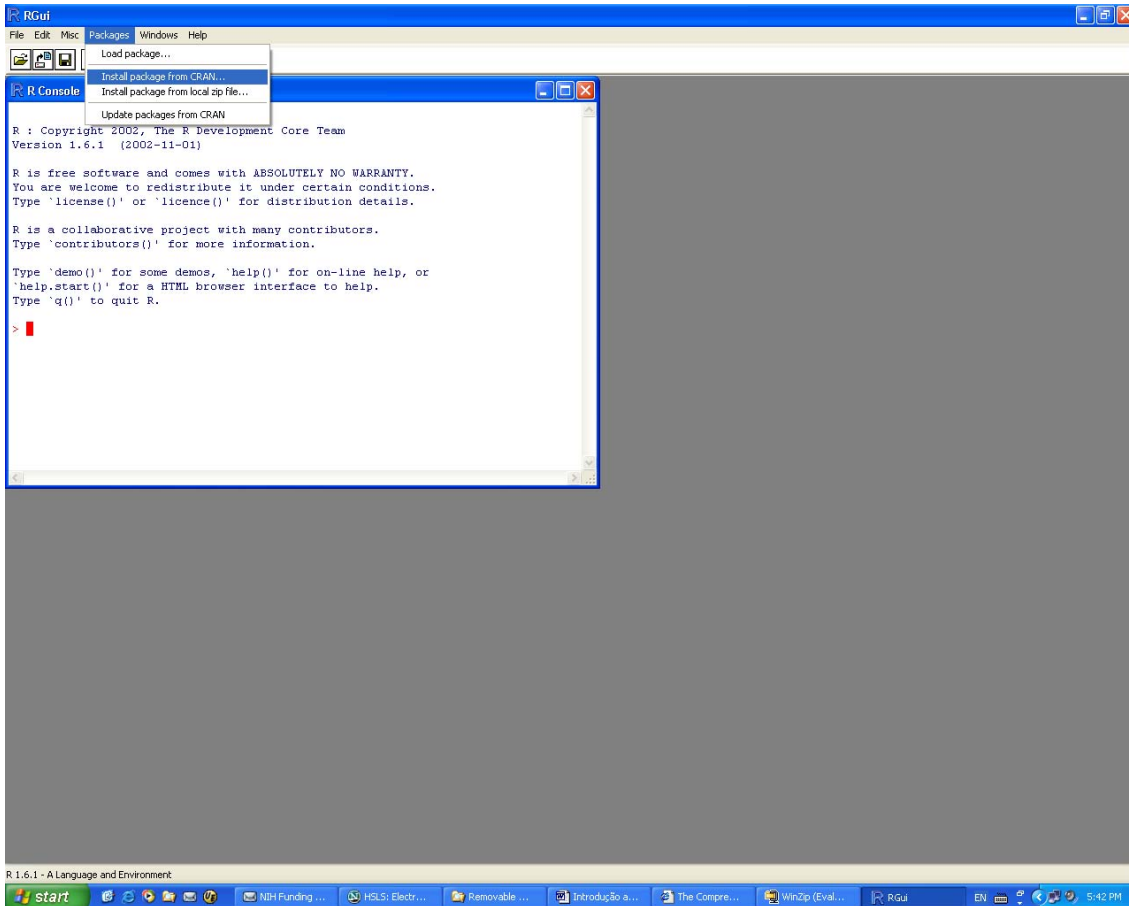 RGui
File Edit Misc Packages Windows Help
Load package...
Install package from CRAN...
Install package from local zip file...
Update packages from CRAN
R Console
R : Copyright 2002, The R Development Core Team
Version 1.6.1 (2002-11-01)
R is free software and comes with ABSOLUTELY NO WARRANTY.
You are welcome to redistribute it under certain conditions.
Type `license()' or `licence()' for distribution details.
R is a collaborative project with many contributors.
Type `contributors()' for more information.
Type `demo()' for some demos, `help()' for on-line help, or
`help.start()' for a HTML browser interface to help.
Type `q()' to quit R.
>
R 1.6.1 - A Language and Environment
start NIH Funding ... HSLS: Electr... Removable ... Introdução a... The Compre... WinZip (Eval... RGui EN 5:42 PM